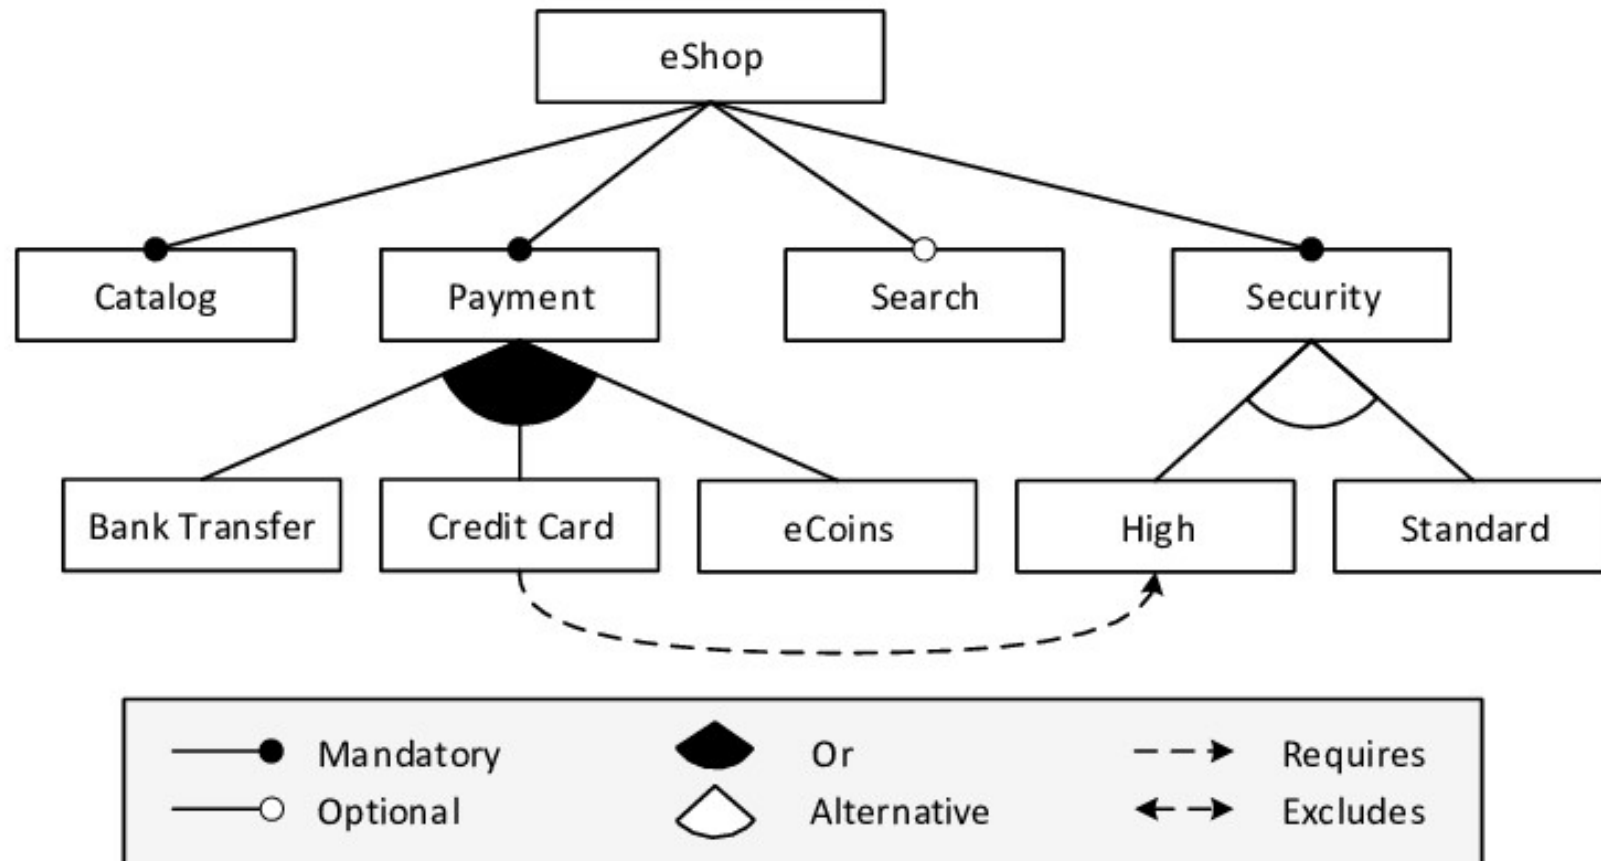 eShop
Catalog
Payment
Search
Security
Bank Transfer
Credit Card
eCoins
High
Standard
Mandatory
Or
Requires
Optional
Alternative
Excludes